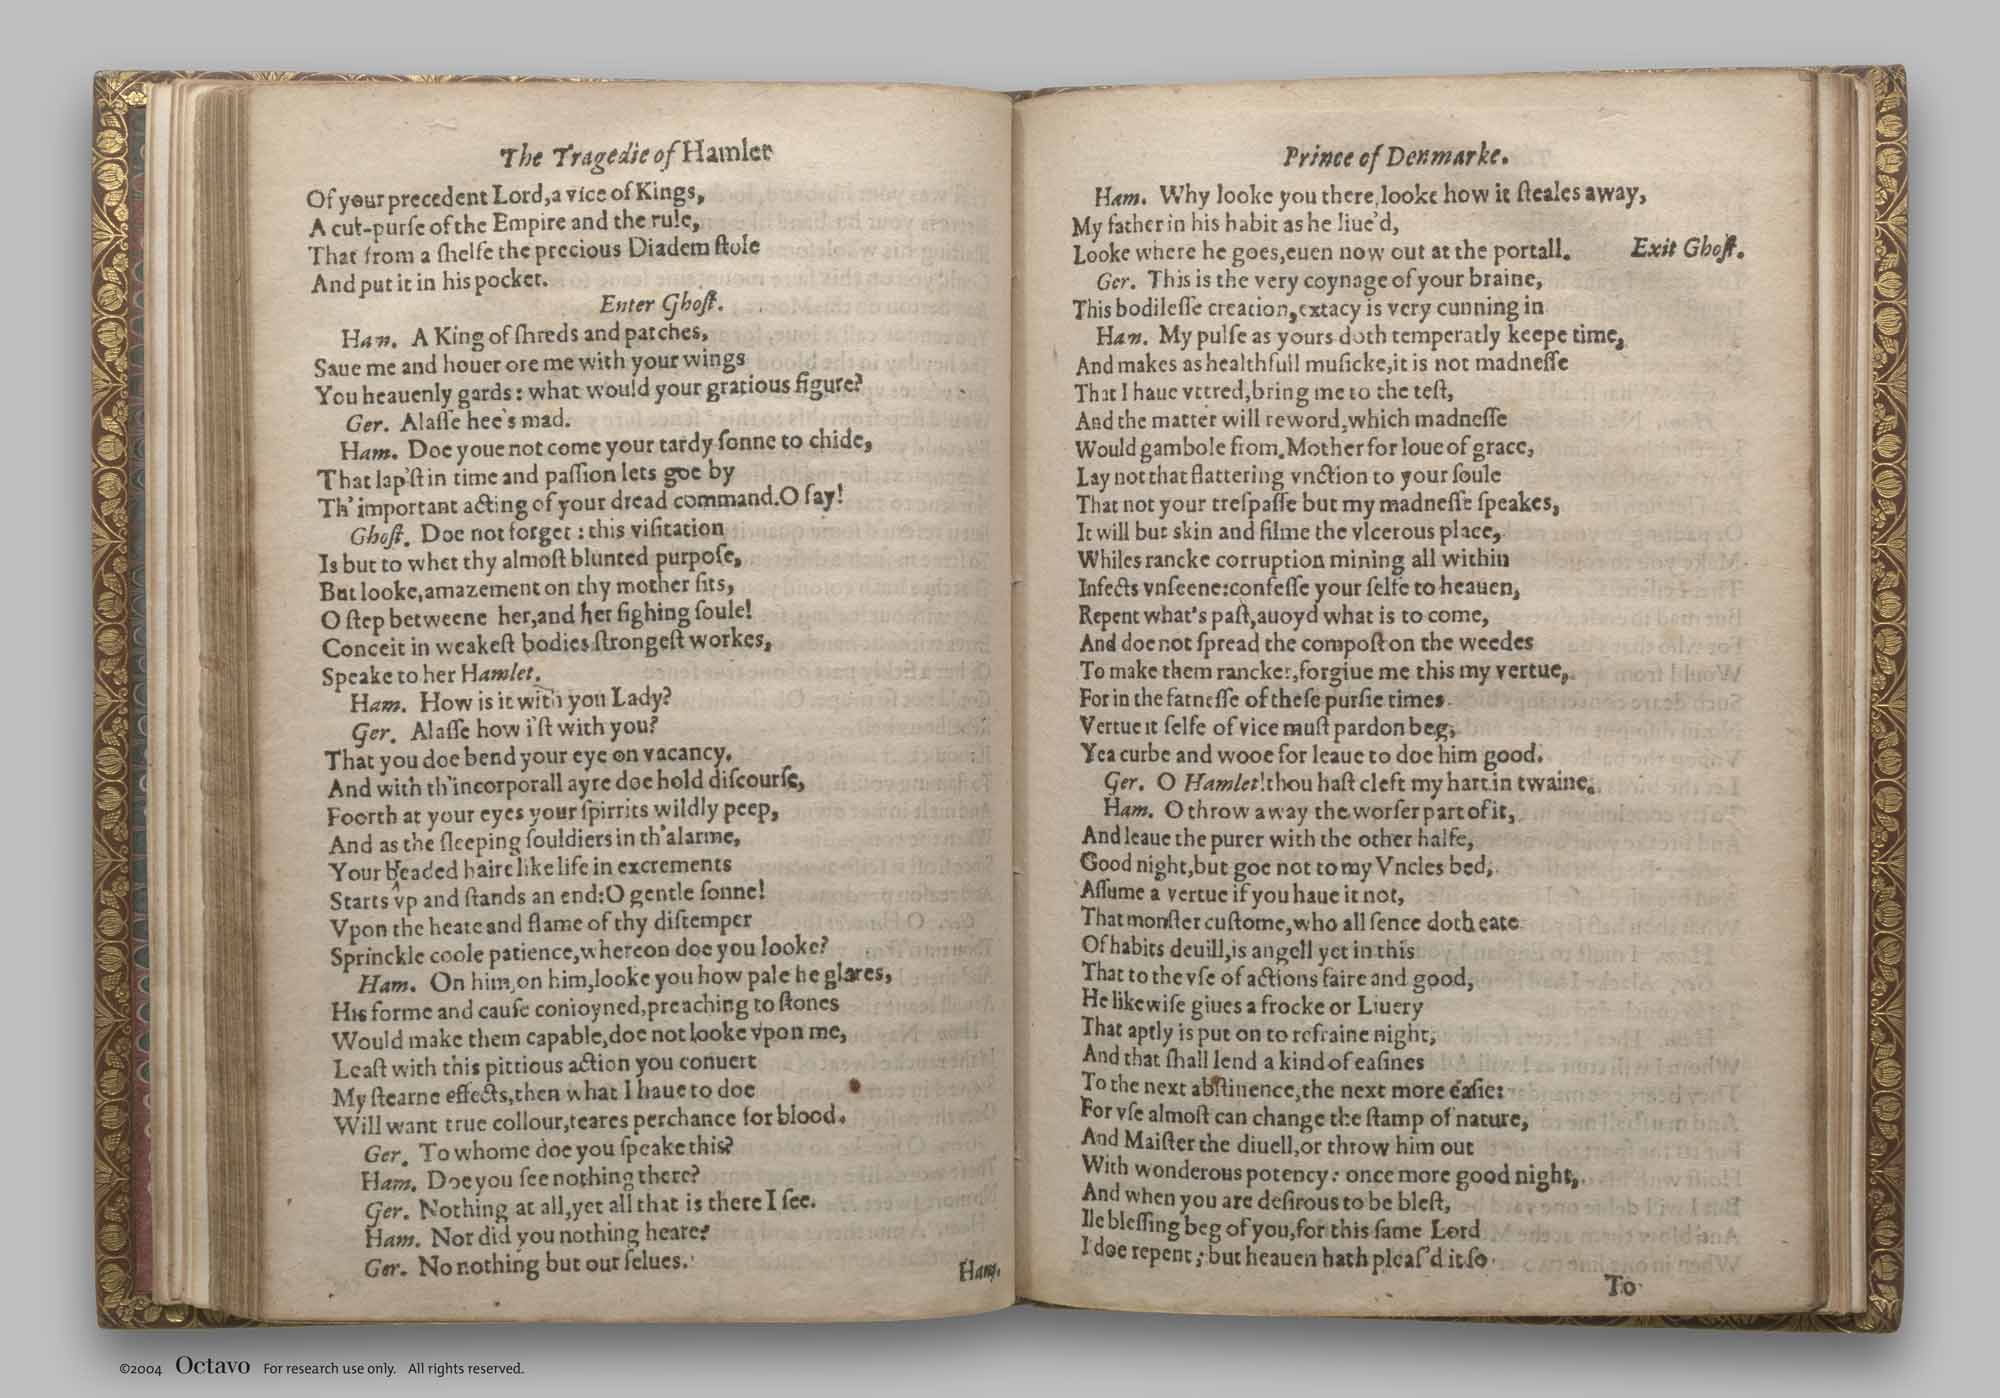 The Tragedie of Hamlet
Of your precedent Lord,a vice of Kings,
A cut-purſe of the Empire and the rule,
That from a ſhelfe the precious Diadem ſtole
And put it in his pocket.
Enter Ghoſt.
Ham. A King of ſhreds and patches,
Saue me and houer ore me with your wings
You heauenly gards: what would your gratious figure?
Ger. Alaſſe hee's mad.
Ham. Doe youe not come your tardy ſonne to chide,
That lap'ſt in time and paſſion lets goe by
Th' important acting of your dread command.O ſay!
Ghoſt. Doe not forget: this viſitation
Is but to whet thy almoſt blunted purpoſe,
But looke,amazement on thy mother ſits,
O ſtep betweene her,and her fighing ſoule!
Conceit in weakeſt bodies ſtrongeſt workes,
Speake to her Hamlet.
Ham. How is it with you Lady?
Ger. Alaſſe how i'ſt with you?
That you doe bend your eye on vacancy,
And with th'incorporall ayre doe hold diſcourſe,
Foorth at your eyes your ſpirrits wildly peep,
And as the ſleeping ſouldiers in th'alarme,
Your beaded haire like life in excrements
Starts vp and ſtands an end:O gentle ſonne!
Vpon the heate and flame of thy diſtemper
Sprinckle coole patience,whereon doe you looke?
Ham. On him,on him,looke you how pale he glares,
His forme and cauſe conioyned,preaching to ſtones
Would make them capable,doe not looke vpon me,
Leaſt with this pittious action you conuert
My ſtearne effects,then what I haue to doe
Will want true collour,teares perchance for blood.
Ger. To whome doe you ſpeake this?
Ham. Doe you ſee nothing there?
Ger. Nothing at all,yet all that is there I ſee.
Ham. Nor did you nothing heare?
Ger. No nothing but our ſelues.
Ham.
Prince of Denmarke.
Ham. Why looke you there,looke how it ſteales away,
My father in his habit as he liue'd,
Looke where he goes,euen now out at the portall. Exit Ghoſt.
Ger. This is the very coynage of your braine,
This bodileſſe creation,extacy is very cunning in
Ham. My pulſe as yours doth temperatly keepe time,
And makes as healthfull muſicke,it is not madneſſe
That I haue vttred,bring me to the teſt,
And the matter will reword,which madneſſe
Would gambole from,Mother for loue of grace,
Lay not that flattering vnction to your ſoule
That not your treſpaſſe but my madneſſe ſpeakes,
It will but skin and filme the vlcerous place,
Whiles rancke corruption mining all within
Infects vnſeene:confeſſe your ſelfe to heauen,
Repent what's paſt,auoyd what is to come,
And doe not ſpread the compoſt on the weedes
To make them rancker,forgiue me this my vertue,
For in the fatneſſe of theſe purſie times
Vertue it ſelfe of vice muſt pardon beg,
Yea curbe and wooe for leaue to doe him good.
Ger. O Hamlet!thou haſt cleft my hart in twaine.
Ham. O throw away the worſer part of it,
And leaue the purer with the other halfe,
Good night,but goe not to my Vncles bed,
Aſſume a vertue if you haue it not,
That monſter cuſtome,who all ſence doth eate
Of habits deuill,is angell yet in this
That to the vſe of actions faire and good,
He likewiſe giues a frocke or Liuery
That aptly is put on to refraine night,
And that ſhall lend a kind of eaſines
To the next abſtinence,the next more eaſie:
For vſe almoſt can change the ſtamp of nature,
And Maiſter the diuell,or throw him out
With wonderous potency: once more good night,
And when you are deſirous to be bleſt,
Ile bleſſing beg of you,for this ſame Lord
I doe repent; but heauen hath pleaſ'd it ſo
To
©2004 Octavo For research use only. All rights reserved.